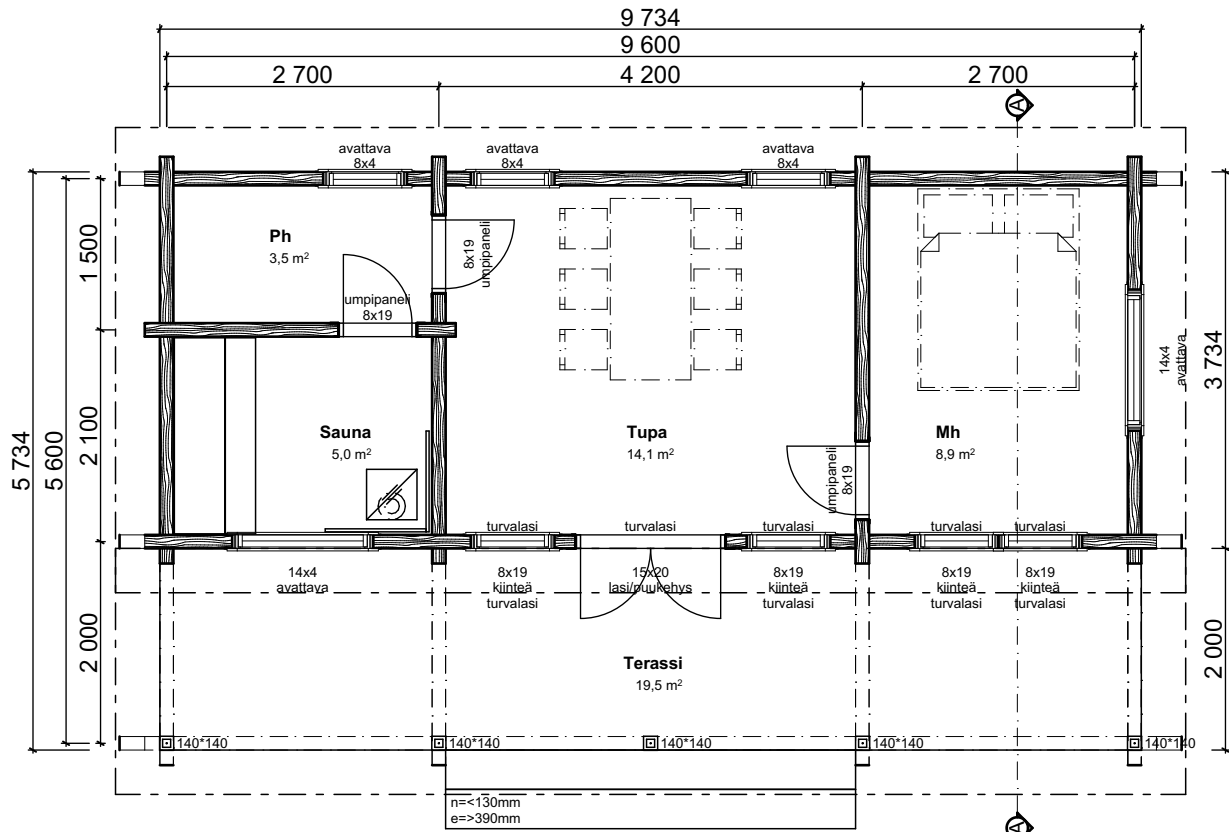 9 734
9 600
2 700
4 200
2 700
A
avattava
8x4
avattava
8x4
avattava
8x4
Ph
3,5 m²
8x19
umpipaneli
umpipaneli
8x19
1 500
2 100
2 000
5 600
5 734
14x4
avattava
3 734
2 000
Sauna
5,0 m²
Tupa
14,1 m²
umpipaneli
8x19
Mh
8,9 m²
turvalasi
turvalasi
turvalasi
turvalasi
turvalasi
14x4
avattava
8x19
kiinteä
turvalasi
15x20
lasi/puukehys
8x19
kiinteä
turvalasi
8x19
kiinteä
turvalasi
8x19
kiinteä
turvalasi
Terassi
19,5 m²
140*140
140*140
140*140
140*140
140*140
n=<130mm
e=>390mm
A